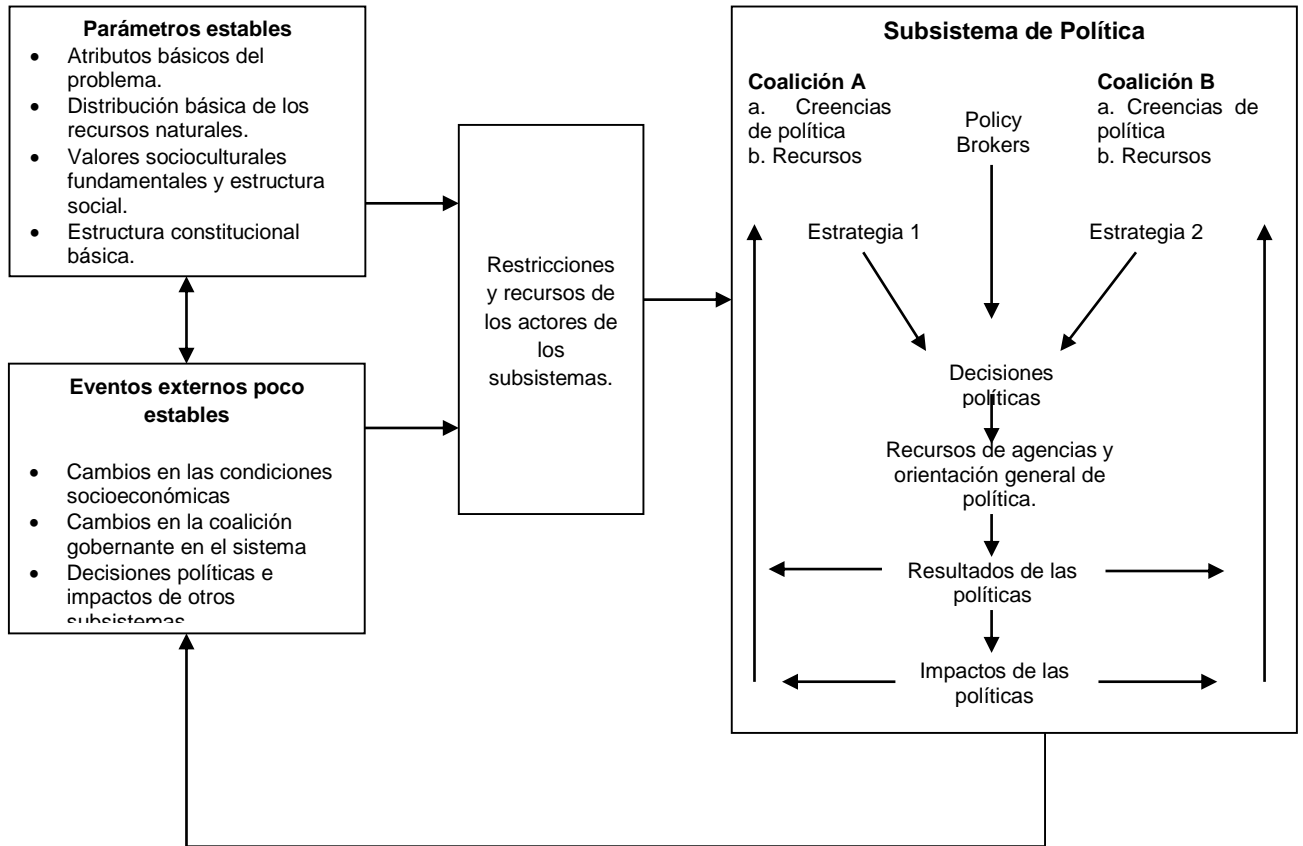 Parámetros estables
• Atributos básicos del
problema.
• Distribución básica de los
recursos naturales.
• Valores socioculturales
fundamentales y estructura
social.
• Estructura constitucional
básica.
Eventos externos poco
estables
• Cambios en las condiciones
socioeconómicas
• Cambios en la coalición
gobernante en el sistema
• Decisiones políticas e
impactos de otros
subsistemas
Restricciones
y recursos de
los actores de
los
subsistemas.
Subsistema de Política
Coalición A
a. Creencias
de política
b. Recursos
Policy
Brokers
Coalición B
a. Creencias de
política
b. Recursos
Estrategia 1
Estrategia 2
Decisiones
políticas
Recursos de agencias y
orientación general de
política.
Resultados de las
políticas
Impactos de las
políticas